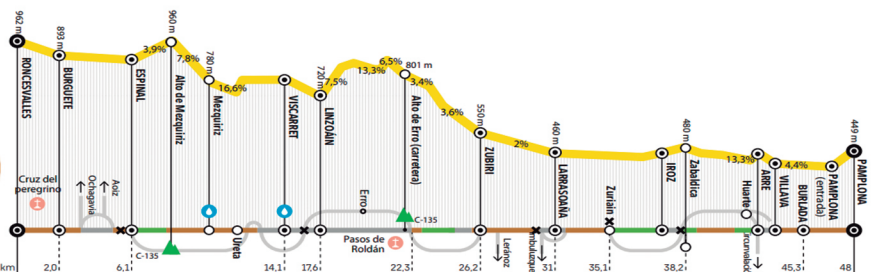 962 m
893 m
960 m
780 m
720 m
801 m
550m
460 m
480 m
449 m
3,9%
7,8%
16,6%
7,5%
13,3%
6,5%
3,4%
3,6%
2%
13,3%
4,4%
RONCESVALLES
BURGUETE
ESPINAL
Alto de Mezquiriz
Mezquiriz
VISCARRET
LINZOÁIN
Alto de Erro (carretera)
ZUBIRI
LARRASOAÑA
IROZ
Zabaldica
ARRE
VILLAVA
BURLADA
PAMPLONA
(entrada)
PAMPLONA
Cruz del
peregrino
Ochagavia
Aoiz
Ureta
Erro
Pasos de
Roldán
C-135
C-135
Leránoz
Zuriáin
Huarte
km
2,0
6,1
14,1
17,6
22,3
26,2
31
35,1
38,2
45,3
48